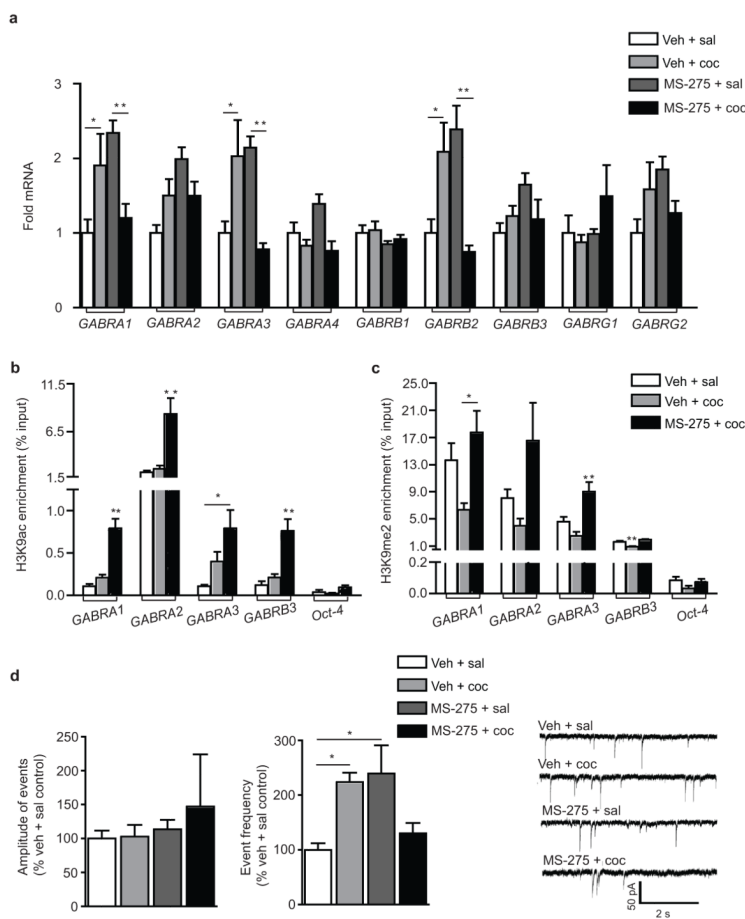 a
Veh + sal
Veh + coc
MS-275 + sal
MS-275 + coc
Fold mRNA
3
2
1
0
* ** * ** * **
GABRA1 GABRA2 GABRA3 GABRA4 GABRB1 GABRB2 GABRB3 GABRG1 GABRG2
b
H3K9ac enrichment (% input)
11.5
6.5
1.5
1.0
0.5
0.0
** ** * **
GABRA1 GABRA2 GABRA3 GABRB3 Oct-4
c
Veh + sal
Veh + coc
MS-275 + coc
H3K9me2 enrichment (% input)
25.0
21.0
17.0
13.0
9.0
5.0
1.0
0.2
0.0
* ** **
GABRA1 GABRA2 GABRA3 GABRB3 Oct-4
d
Veh + sal
Veh + coc
MS-275 + sal
MS-275 + coc
Amplitude of events
(% veh + sal control)
250
200
150
100
50
0
Event frequency
(% veh + sal control)
300
200
100
0
*
*
Veh + sal
Veh + coc
MS-275 + sal
MS-275 + coc
50 pA
2 s